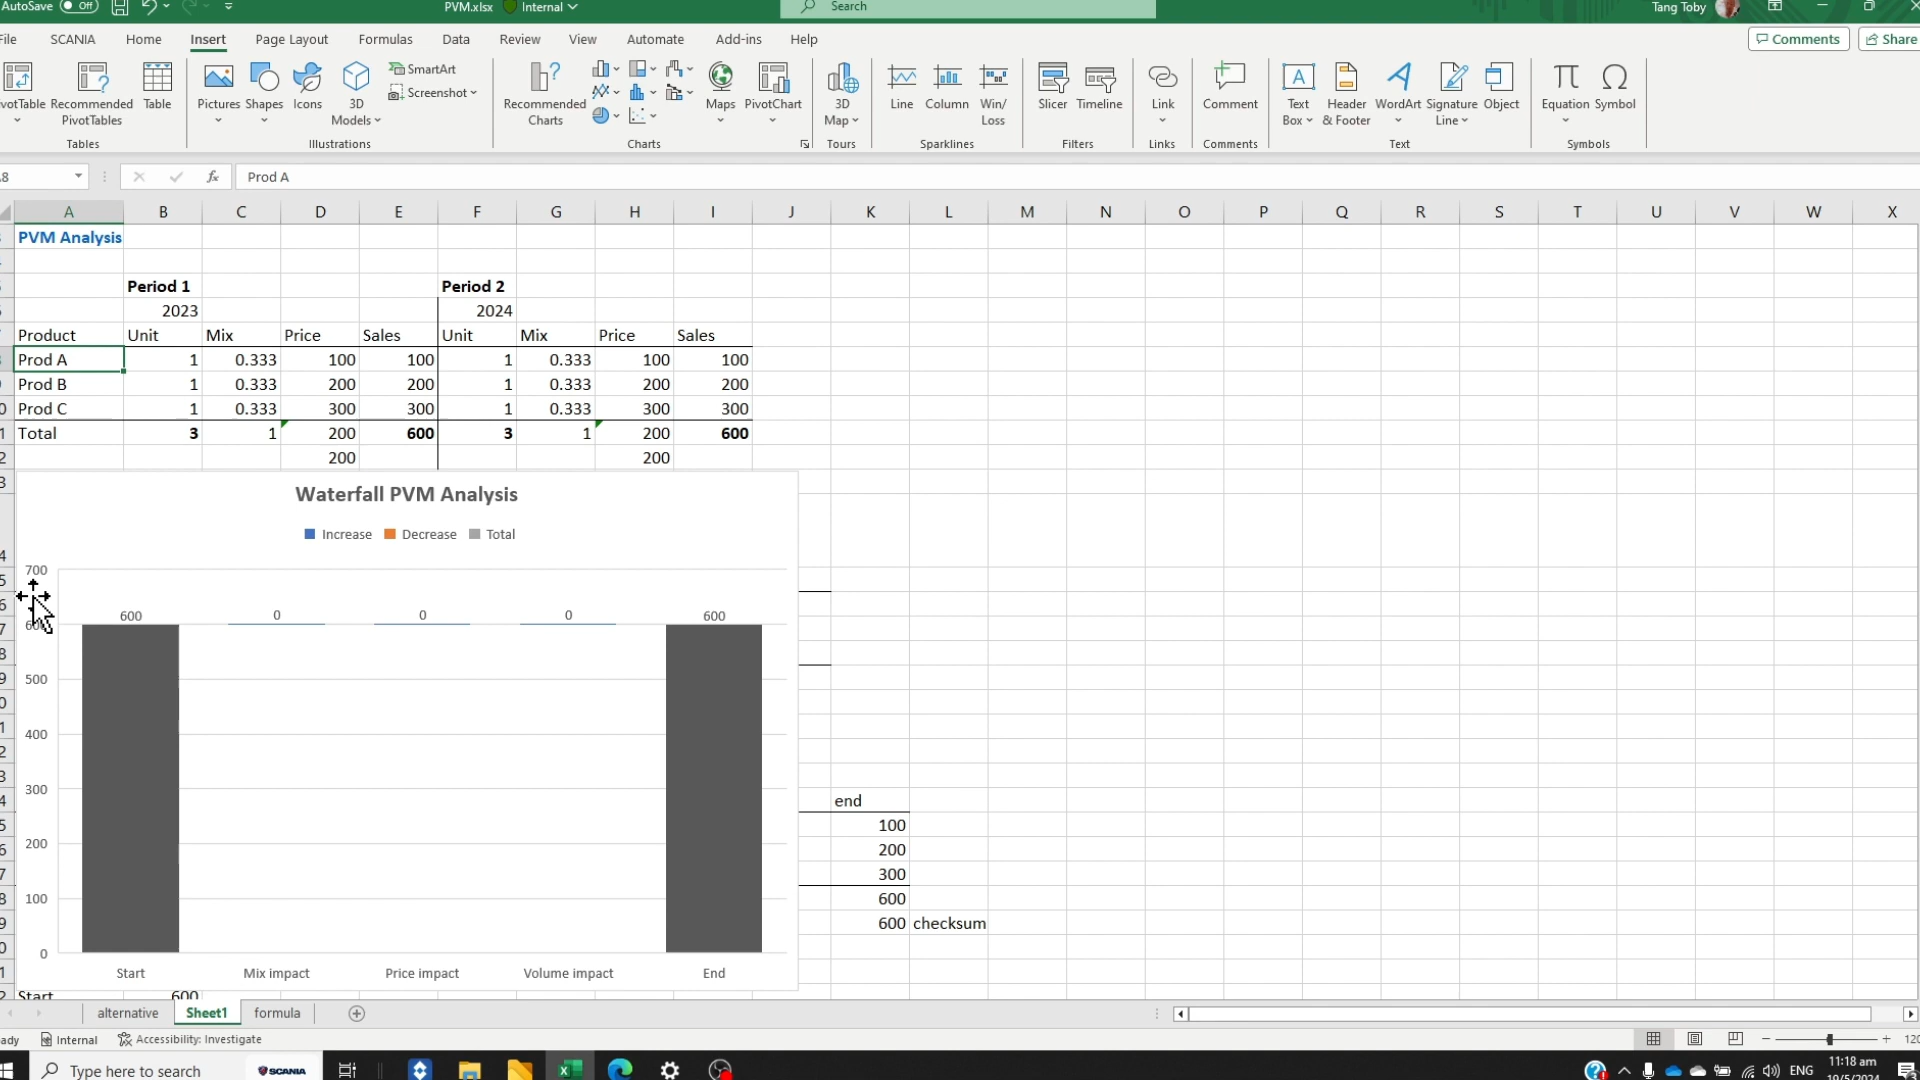 AutoSave Off PVM.xlsx Internal Search Tang Toby
File SCANIA Home Insert Page Layout Formulas Data Review View Automate Add-ins Help Comments Share
PivotTable Recommended PivotTables Table Pictures Shapes Icons 3D Models SmartArt Screenshot Recommended Charts Maps PivotChart 3D Map Line Column Win/Loss Slicer Timeline Link Comment Text Box Header & Footer WordArt Signature Line Object Equation Symbol
Tables Illustrations Charts Tours Sparklines Filters Links Comments Text Symbols
fx Prod A
A B C D E F G H I J K L M N O P Q R S T U V W X
PVM Analysis
Period 1 Period 2
2023 2024
Product Unit Mix Price Sales Unit Mix Price Sales
Prod A 1 0.333 100 100 1 0.333 100 100
Prod B 1 0.333 200 200 1 0.333 200 200
Prod C 1 0.333 300 300 1 0.333 300 300
Total 3 1 200 600 3 1 200 600
200 200
Waterfall PVM Analysis
Increase Decrease Total
700
600 0 0 0 600
500
400
300
200
100
0
Start Mix impact Price impact Volume impact End
end
100
200
300
600
600 checksum
Start 600
alternative Sheet1 formula
Internal Accessibility: Investigate
Type here to search SCANIA ENG 11:18 am
19/5/2024